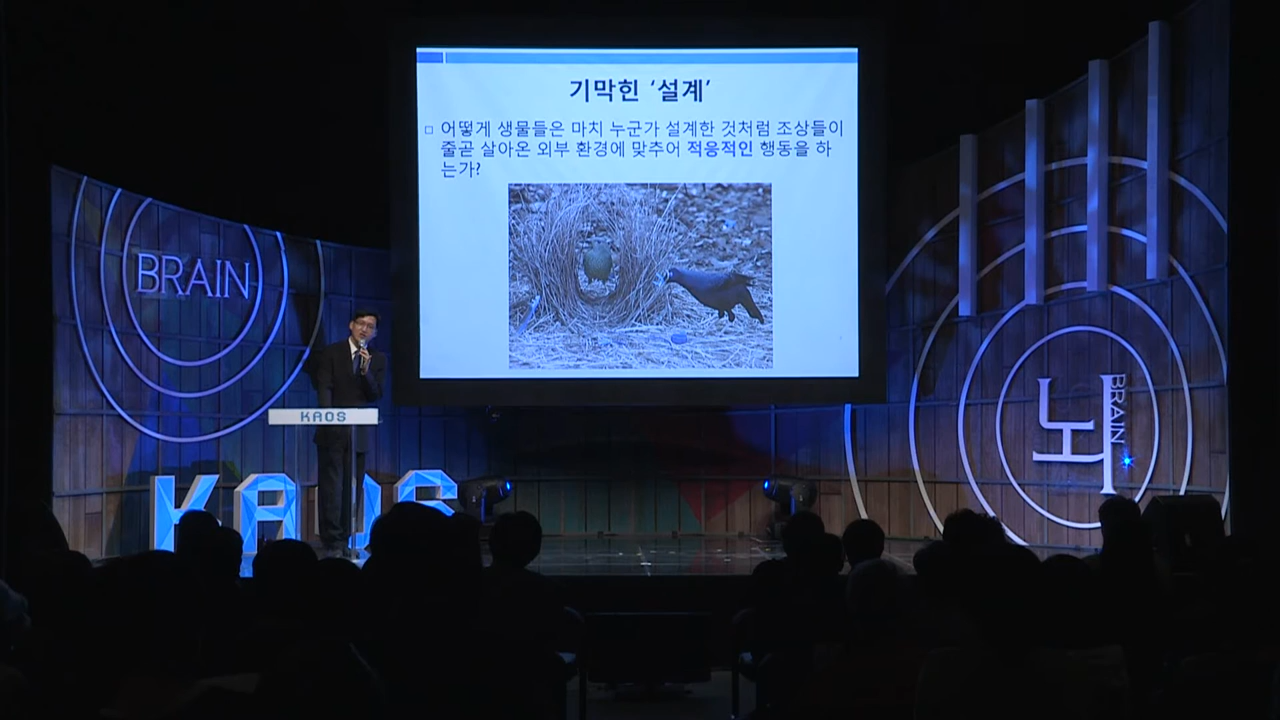 기막힌 ‘설계’
□ 어떻게 생물들은 마치 누군가 설계한 것처럼 조상들이
줄곧 살아온 외부 환경에 맞추어 적응적인 행동을 하
는가?
BRAIN
KAOS
KAOS
뇌
BRAIN